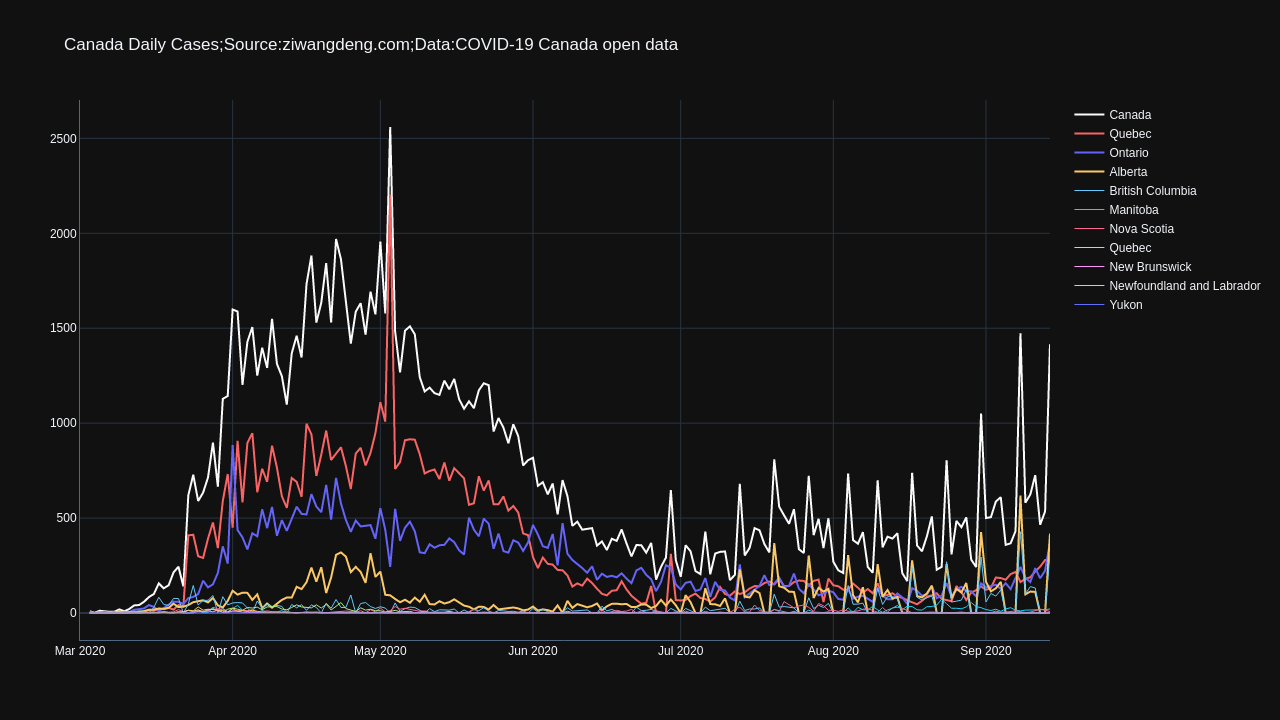 Canada Daily Cases;Source:ziwangdeng.com;Data:COVID-19 Canada open data
2500
2000
1500
1000
500
0
Mar 2020 Apr 2020 May 2020 Jun 2020 Jul 2020 Aug 2020 Sep 2020
Canada
Quebec
Ontario
Alberta
British Columbia
Manitoba
Nova Scotia
Quebec
New Brunswick
Newfoundland and Labrador
Yukon